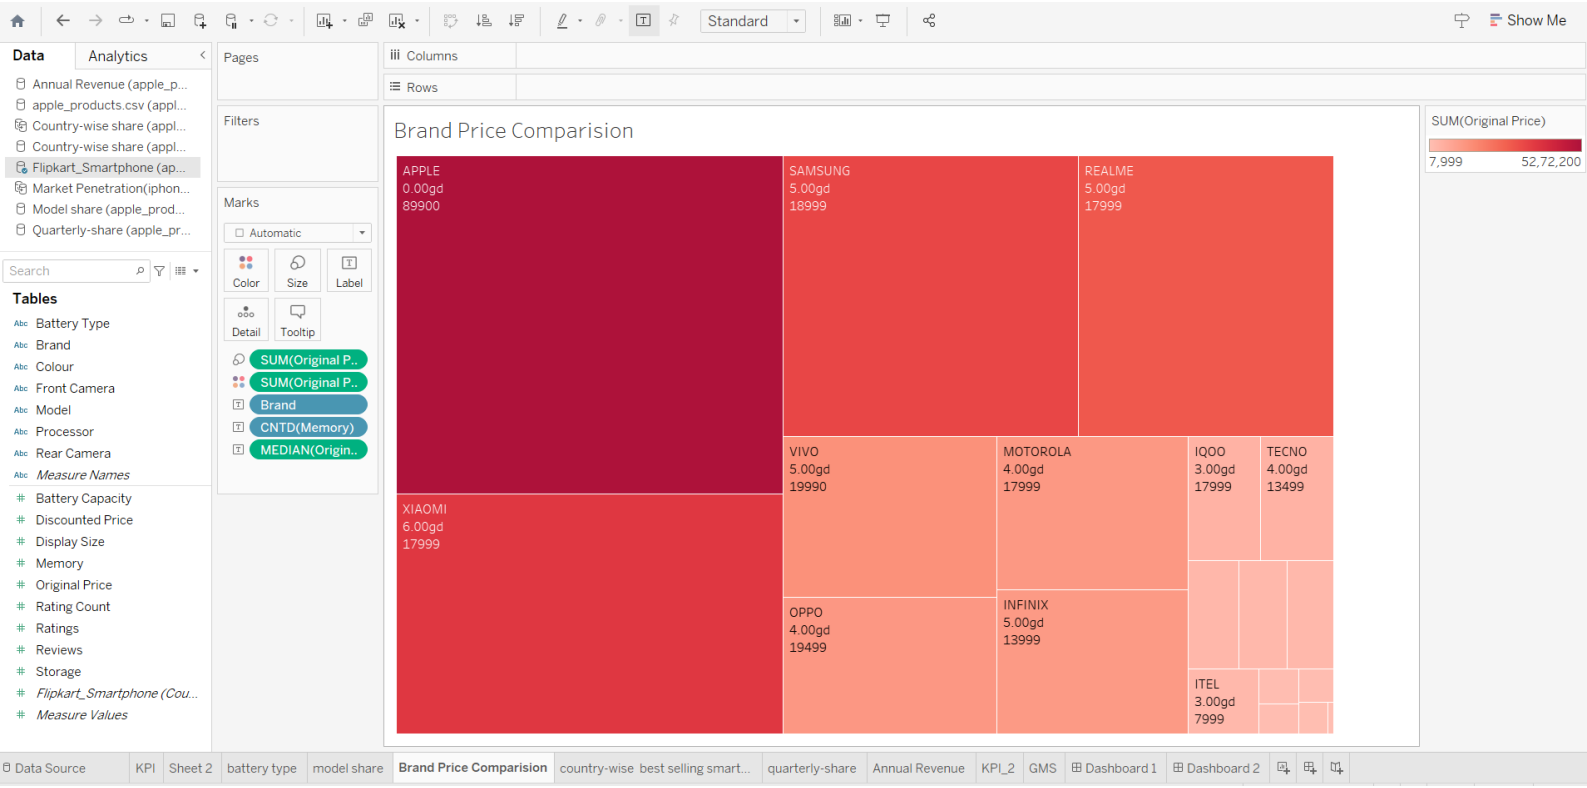 Standard
Show Me
Data
Analytics
Annual Revenue (apple_p...
apple_products.csv (appl...
Country-wise share (appl...
Country-wise share (appl...
Flipkart_Smartphone (ap...
Market Penetration(iphon...
Model share (apple_prod...
Quarterly-share (apple_pr...
Search
Tables
Abc Battery Type
Abc Brand
Abc Colour
Abc Front Camera
Abc Model
Abc Processor
Abc Rear Camera
Abc Measure Names
# Battery Capacity
# Discounted Price
# Display Size
# Memory
# Original Price
# Rating Count
# Ratings
# Reviews
# Storage
# Flipkart_Smartphone (Cou...
# Measure Values
Pages
Filters
Marks
Automatic
Color
Size
Label
Detail
Tooltip
SUM(Original P..
SUM(Original P..
Brand
CNTD(Memory)
MEDIAN(Origin..
Columns
Rows
Brand Price Comparision
APPLE
0.00gd
89900
SAMSUNG
5.00gd
18999
REALME
5.00gd
17999
XIAOMI
6.00gd
17999
VIVO
5.00gd
19990
MOTOROLA
4.00gd
17999
IQOO
3.00gd
17999
TECNO
4.00gd
13499
OPPO
4.00gd
19499
INFINIX
5.00gd
13999
ITEL
3.00gd
7999
SUM(Original Price)
7,999
52,72,200
Data Source
KPI
Sheet 2
battery type
model share
Brand Price Comparision
country-wise best selling smart...
quarterly-share
Annual Revenue
KPI_2
GMS
Dashboard 1
Dashboard 2